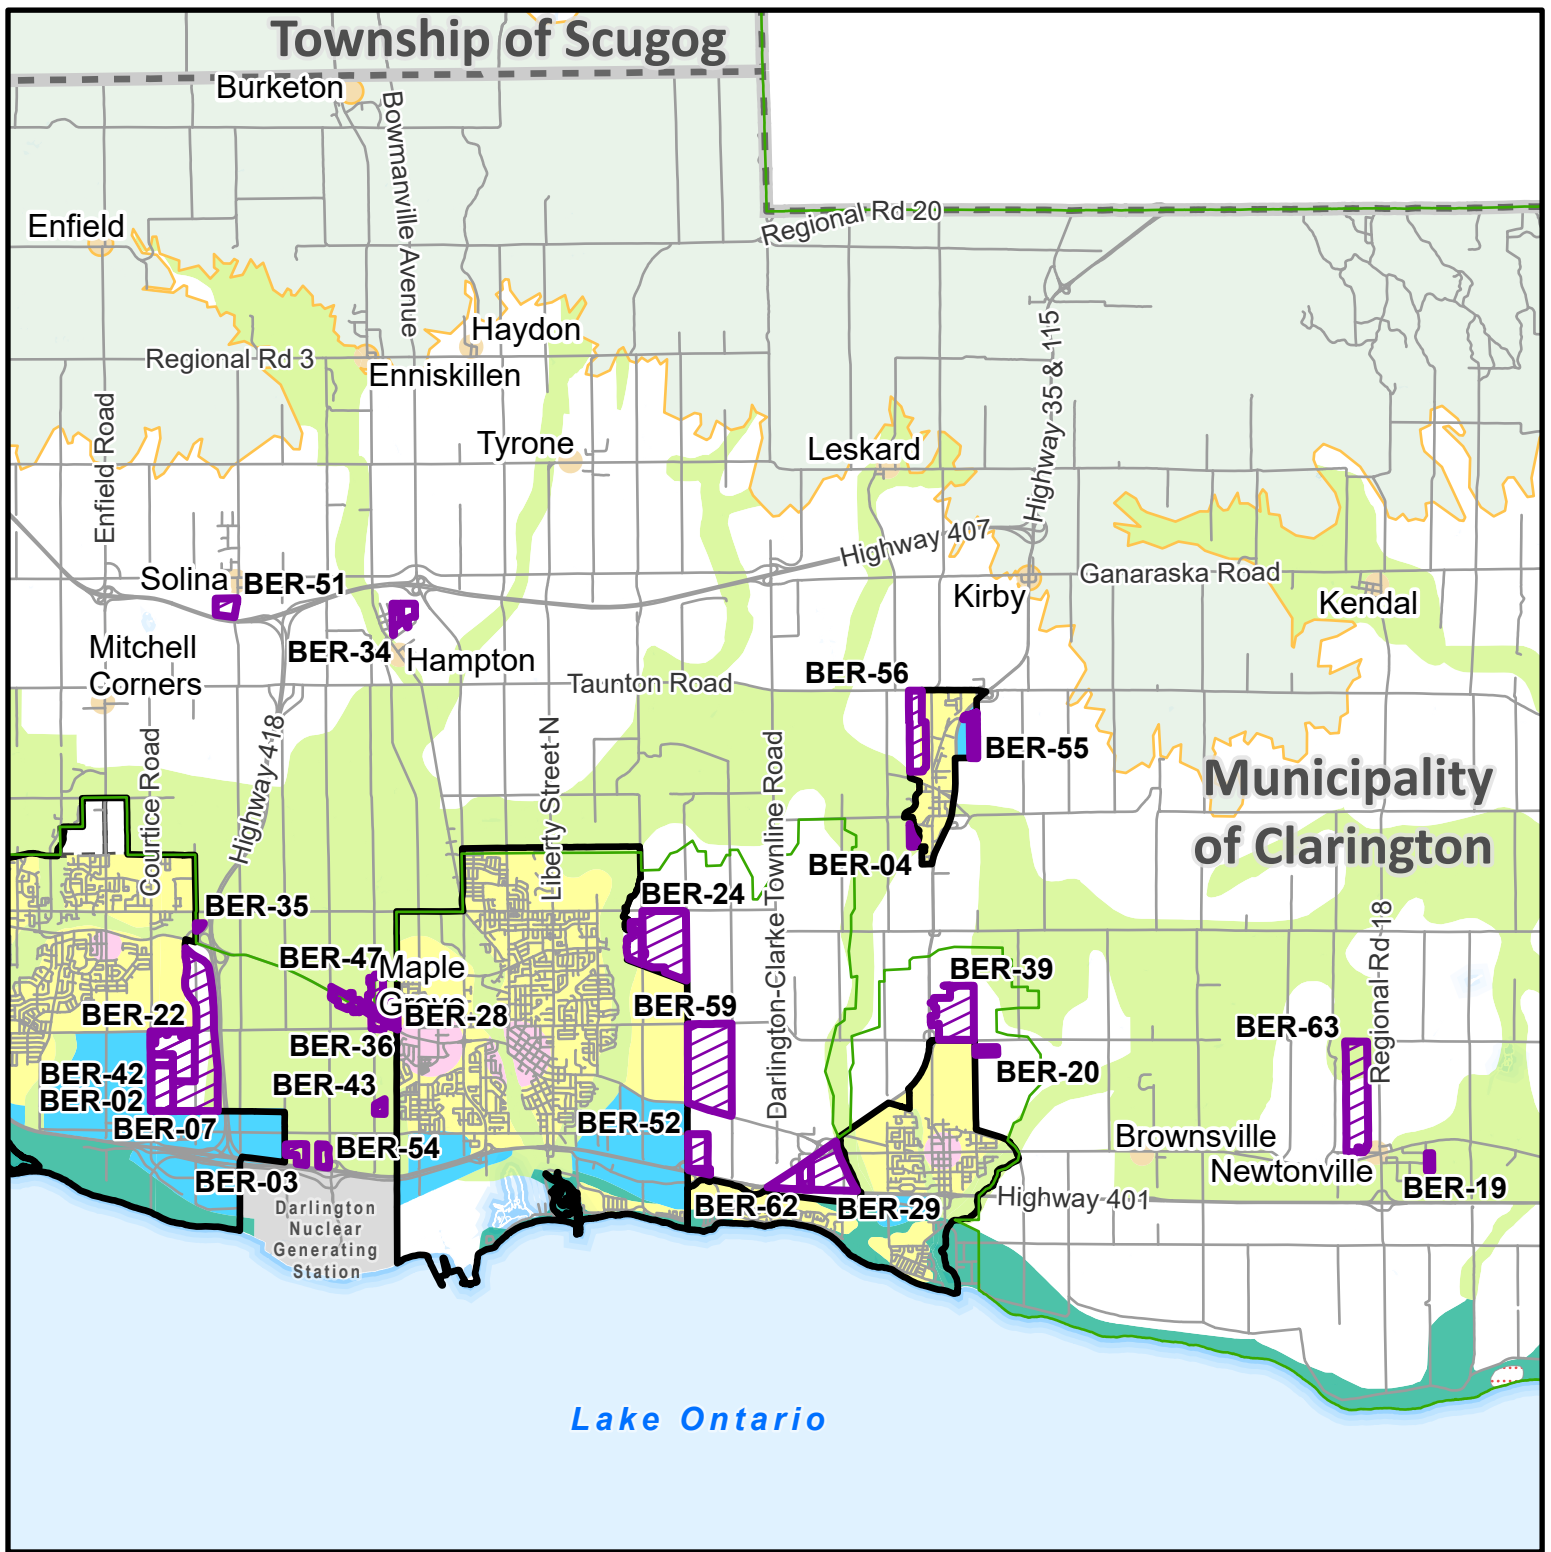 Township of Scugog
Burketon
Bowmanville Avenue
Regional Rd 20
Enfield
Haydon
Regional Rd 3
Enniskillen
Highway 35 & 115
Enfield Road
Tyrone
Leskard
Highway 407
Solina
BER-51
Ganaraska Road
Kirby
Kendal
Mitchell
Corners
BER-34
Hampton
Taunton Road
BER-56
BER-55
Courtice Road
Highway 418
Liberty Street N
Darlington-Clarke Townline Road
Municipality
of Clarington
BER-04
BER-24
BER-35
Regional Rd 18
BER-47
Maple
Grove
BER-39
BER-22
BER-28
BER-59
BER-63
BER-36
BER-42
BER-43
BER-20
BER-02
BER-07
BER-52
Brownsville
BER-54
Newtonville
BER-03
BER-19
BER-62
BER-29
Highway 401
Darlington
Nuclear
Generating
Station
Lake Ontario